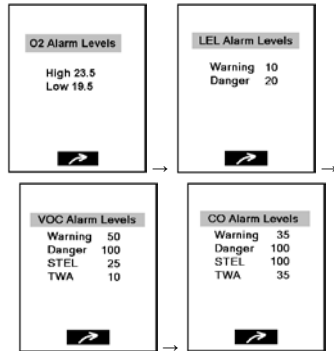 O2 Alarm Levels
High 23.5
Low 19.5
LEL Alarm Levels
Warning 10
Danger 20
VOC Alarm Levels
Warning 50
Danger 100
STEL 25
TWA 10
CO Alarm Levels
Warning 35
Danger 100
STEL 100
TWA 35